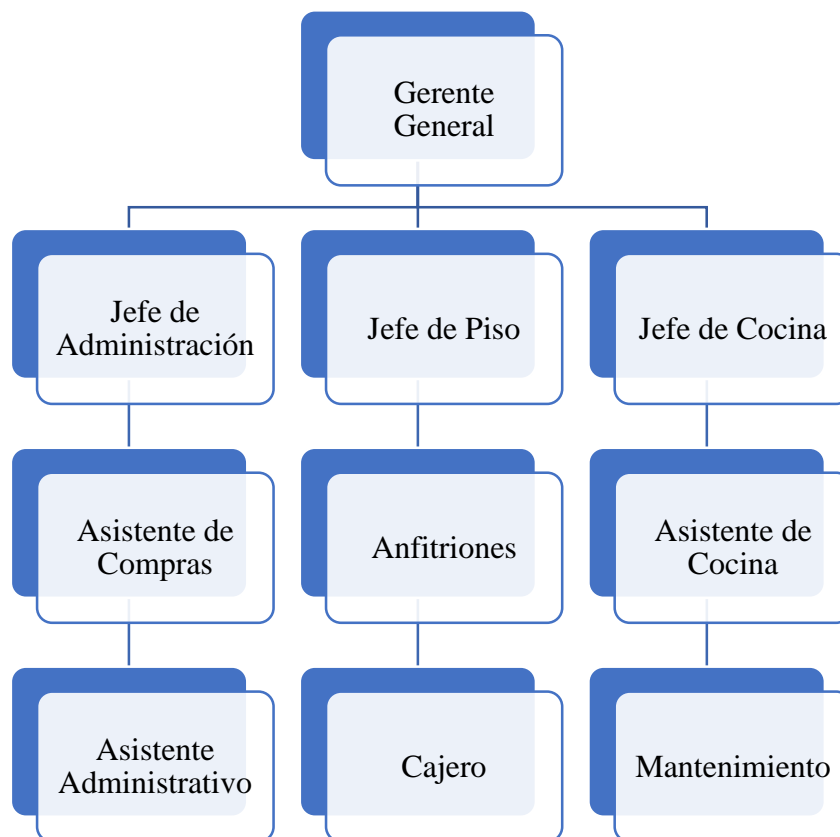 Gerente
General
Jefe de
Administración
Jefe de Piso
Jefe de Cocina
Asistente de
Compras
Anfitriones
Asistente de
Cocina
Asistente
Administrativo
Cajero
Mantenimiento